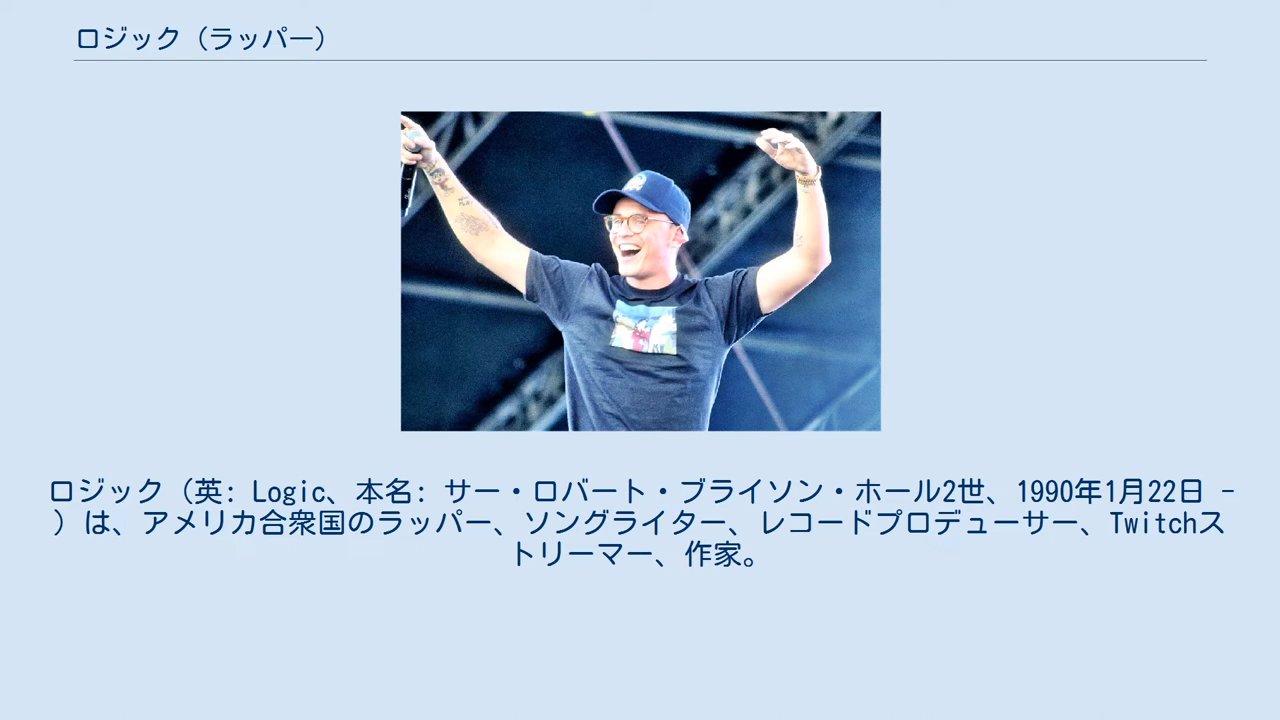 ロジック（ラッパー）
ロジック（英: Logic、本名: サー・ロバート・ブライソン・ホール2世、1990年1月22日 -
）は、アメリカ合衆国のラッパー、ソングライター、レコードプロデューサー、Twitchス
トリーマー、作家。